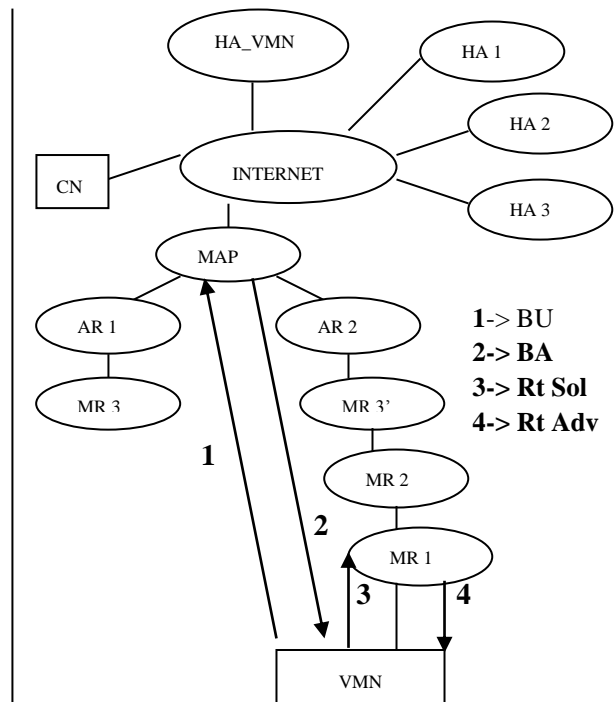 HA_VMN
HA 1
HA 2
CN
INTERNET
HA 3
MAP
AR 1
AR 2
1-> BU
2-> BA
3-> Rt Sol
4-> Rt Adv
MR 3
MR 3’
1
MR 2
2
MR 1
3
4
VMN